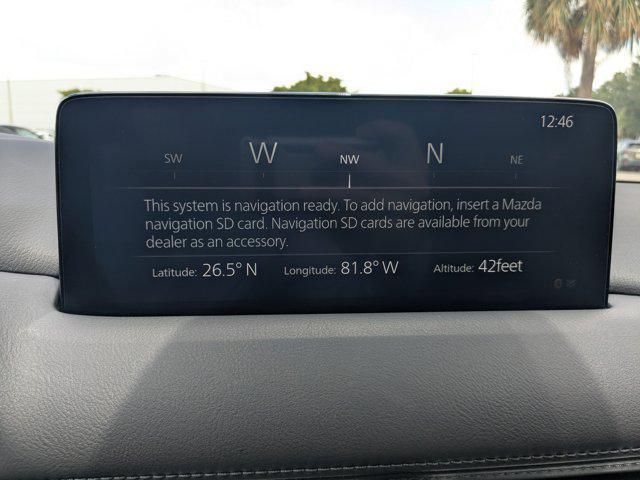 12:46
SW W NW N NE
This system is navigation ready. To add navigation, insert a Mazda
navigation SD card. Navigation SD cards are available from your
dealer as an accessory.
Latitude: 26.5° N Longitude: 81.8° W Altitude: 42feet